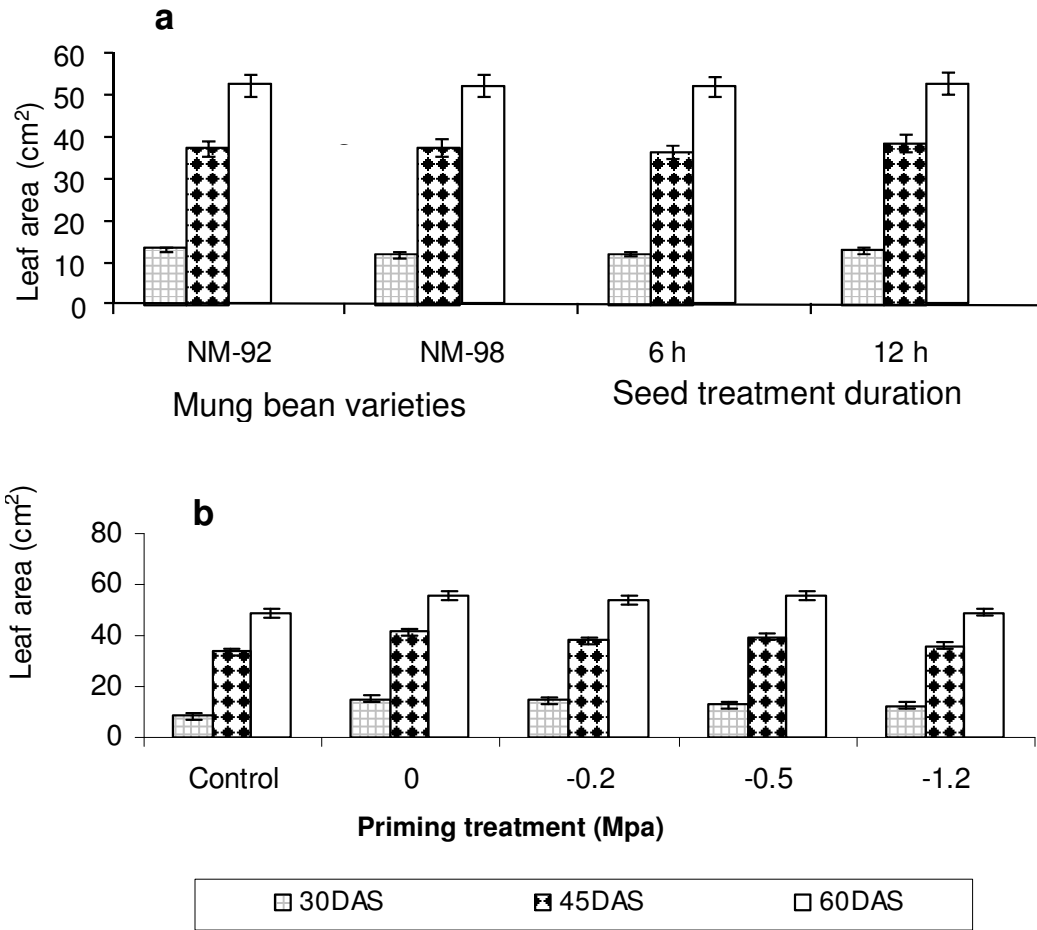 a
Leaf area (cm²)
60
50
40
30
20
10
0
NM-92 NM-98 6 h 12 h
Mung bean varieties Seed treatment duration
b
Leaf area (cm²)
80
60
40
20
0
Control 0 -0.2 -0.5 -1.2
Priming treatment (Mpa)
30DAS 45DAS 60DAS